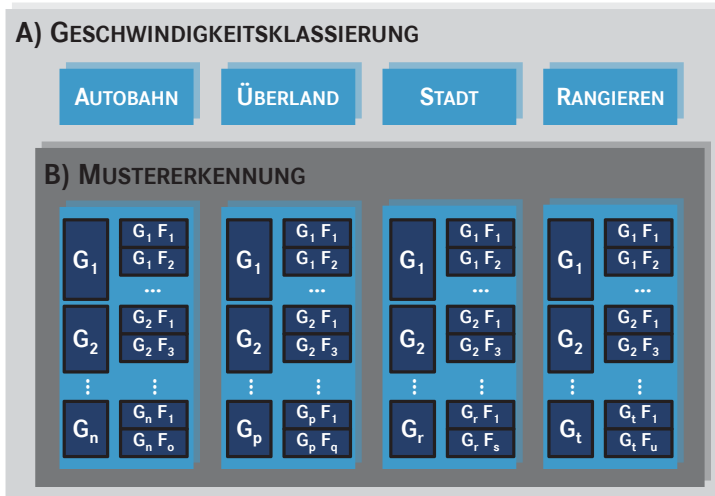 A) GESCHWINDIGKEITSKLASSIERUNG
AUTOBAHN ÜBERLAND STADT RANGIEREN
B) MUSTERERKENNUNG
G₁ F₁ G₁ F₁ G₁ F₁ G₁ F₁
G₁ G₁ G₁ G₁
G₁ F₂ G₁ F₂ G₁ F₂ G₁ F₂
... ... ... ...
G₂ F₁ G₂ F₁ G₂ F₁ G₂ F₁
G₂ G₂ G₂ G₂
G₂ F₃ G₂ F₃ G₂ F₃ G₂ F₃
⋮ ⋮ ⋮ ⋮ ⋮ ⋮ ⋮ ⋮
Gₙ F₁ Gₚ F₁ Gᵣ F₁ Gₜ F₁
Gₙ Gₚ Gᵣ Gₜ
Gₙ Fₒ Gₚ F_q Gᵣ Fₛ Gₜ Fᵤ